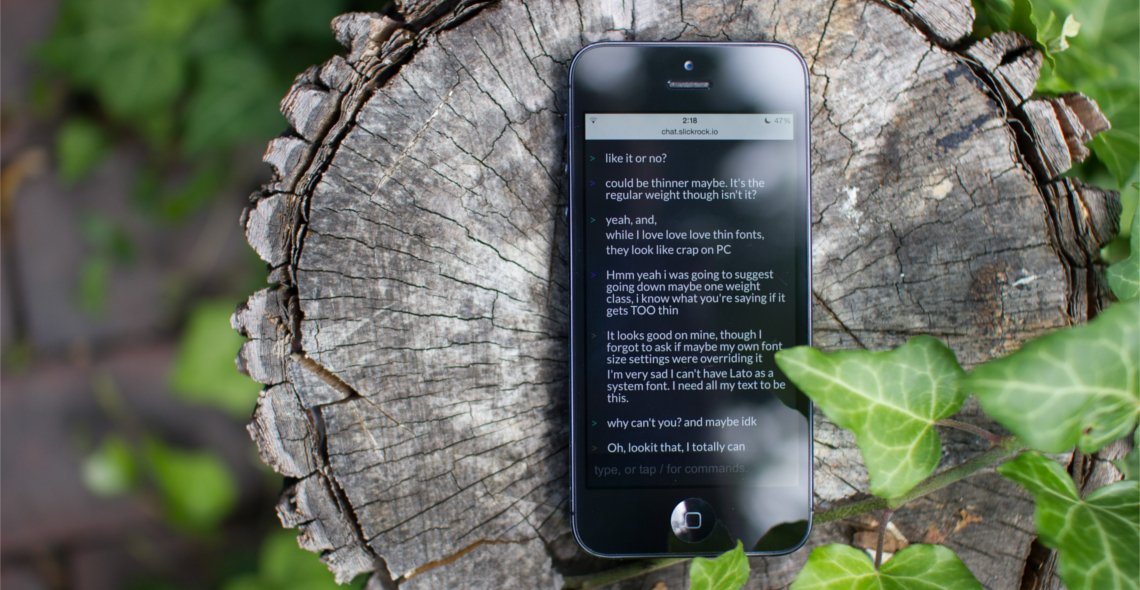 2:18
47%
chat.slickrock.io
> like it or no?
> could be thinner maybe. It's the
regular weight though isn't it?
> yeah, and,
while I love love love thin fonts,
they look like crap on PC
> Hmm yeah i was going to suggest
going down maybe one weight
class, i know what you're saying if it
gets TOO thin
> It looks good on mine, though I
forgot to ask if maybe my own font
size settings were overriding it
I'm very sad I can't have Lato as a
system font. I need all my text to be
this.
> why can't you? and maybe idk
> Oh, lookit that, I totally can
type, or tap / for commands.